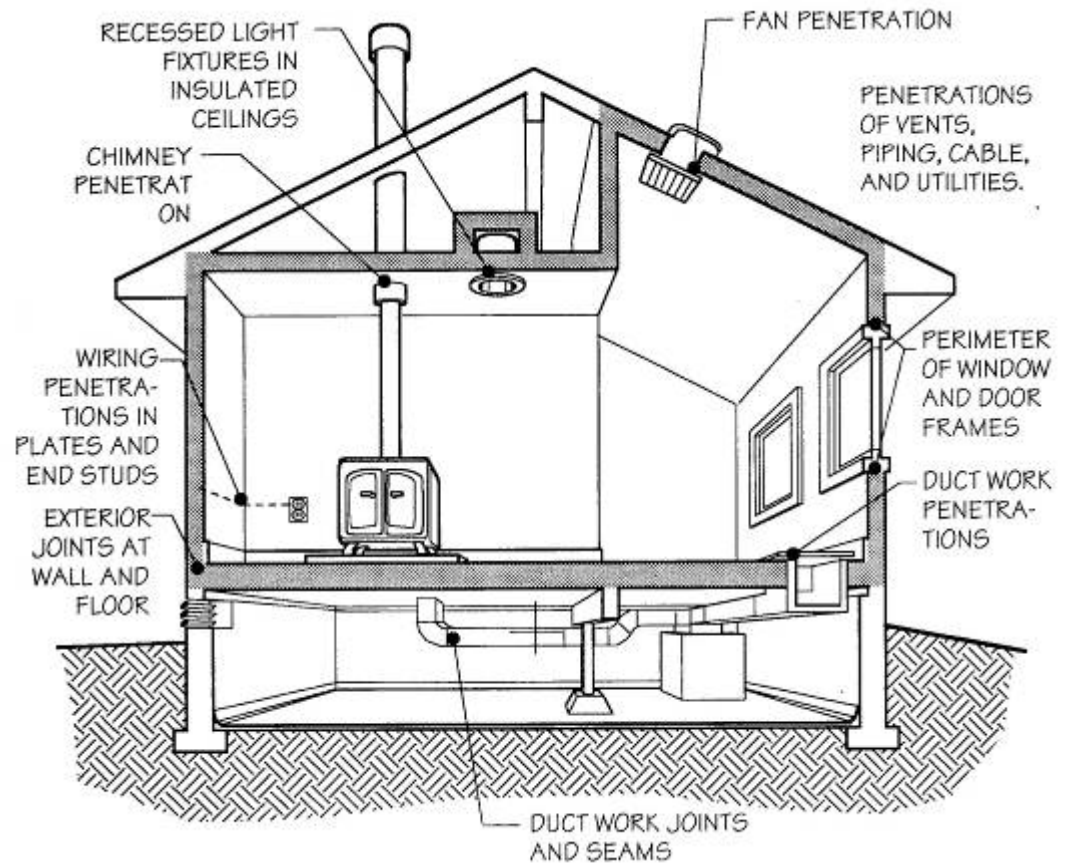 RECESSED LIGHT
FIXTURES IN
INSULATED
CEILINGS
FAN PENETRATION
PENETRATIONS
OF VENTS,
PIPING, CABLE,
AND UTILITIES.
CHIMNEY
PENETRAT
ON
WIRING
PENETRA-
TIONS IN
PLATES AND
END STUDS
PERIMETER
OF WINDOW
AND DOOR
FRAMES
DUCT WORK
PENETRA-
TIONS
EXTERIOR
JOINTS AT
WALL AND
FLOOR
DUCT WORK JOINTS
AND SEAMS